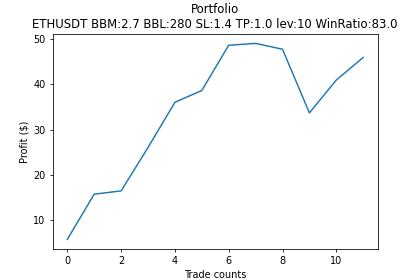 Portfolio
ETHUSDT BBM:2.7 BBL:280 SL:1.4 TP:1.0 lev:10 WinRatio:83.0
50
40
30
20
10
Profit ($)
0 2 4 6 8 10
Trade counts